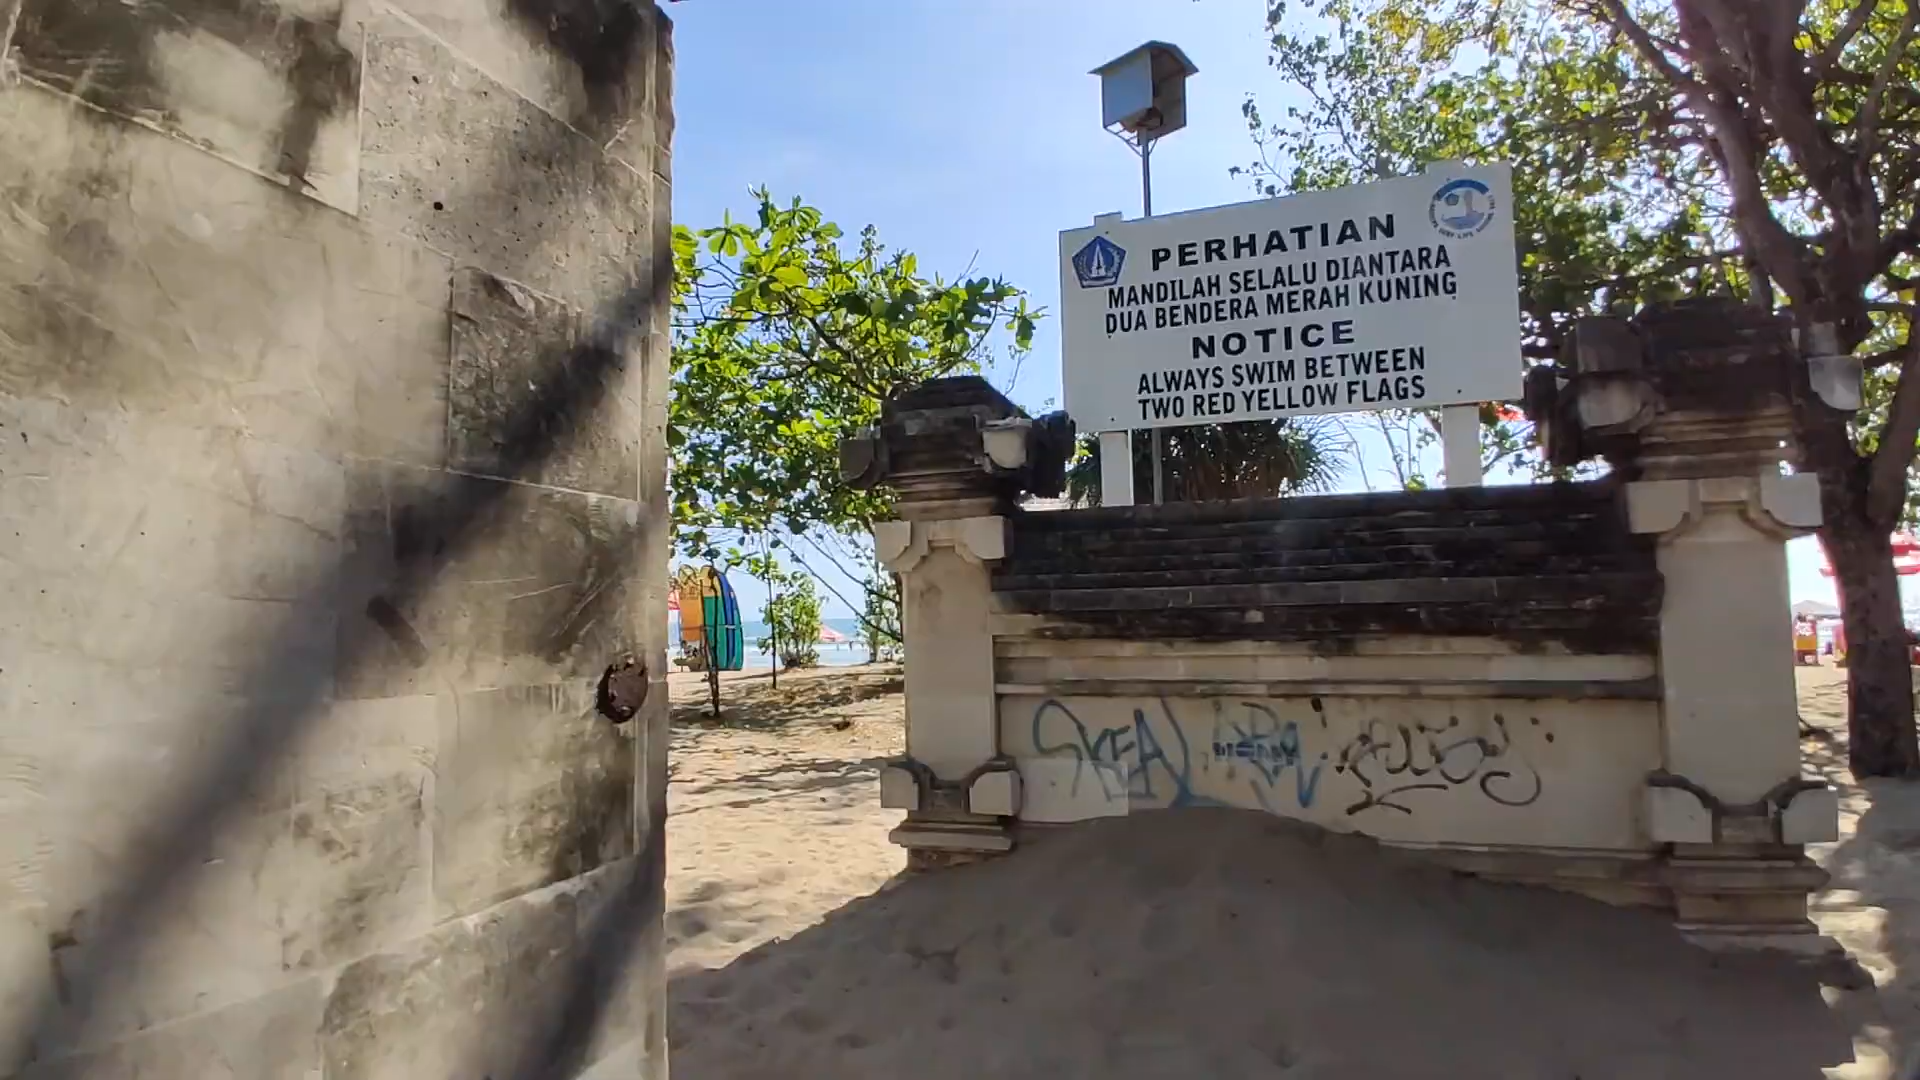 PERHATIAN
MANDILAH SELALU DIANTARA
DUA BENDERA MERAH KUNING
NOTICE
ALWAYS SWIM BETWEEN
TWO RED YELLOW FLAGS